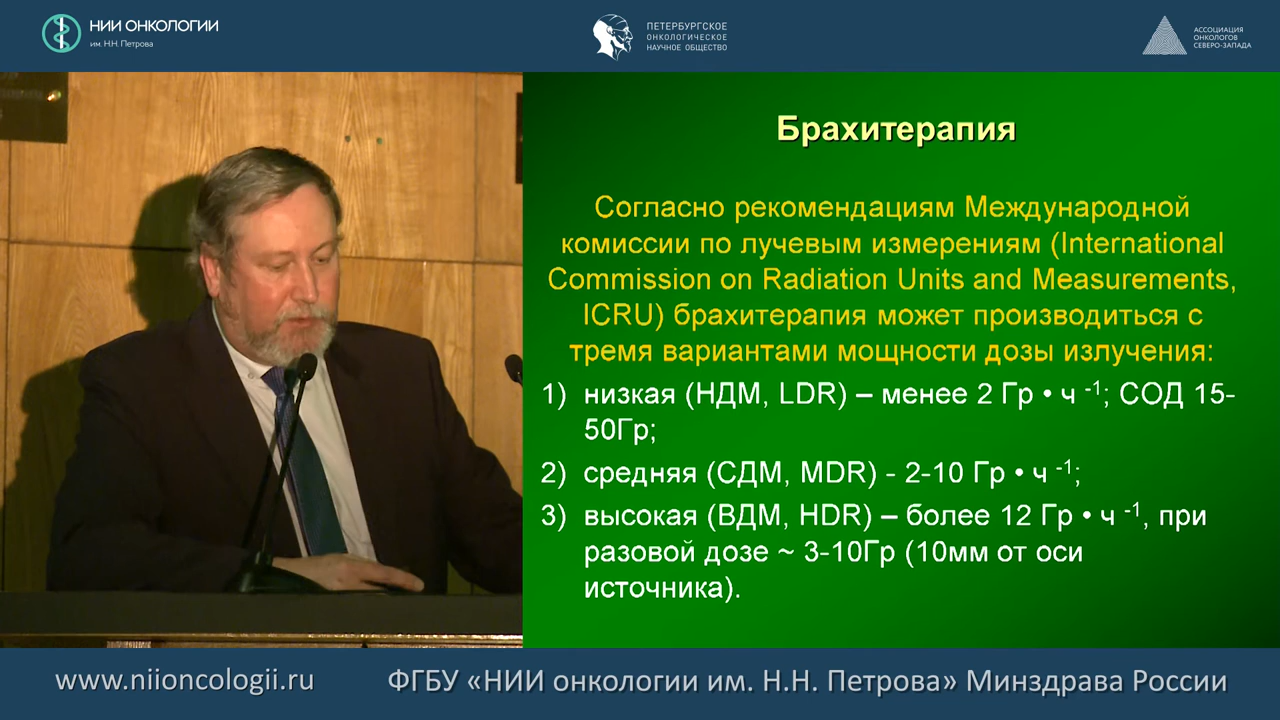 НИИ ОНКОЛОГИИ
им. Н.Н. Петрова
ПЕТЕРБУРГСКОЕ
ОНКОЛОГИЧЕСКОЕ
НАУЧНОЕ ОБЩЕСТВО
АССОЦИАЦИЯ
ОНКОЛОГОВ
СЕВЕРО-ЗАПАДА
Брахитерапия
Согласно рекомендациям Международной
комиссии по лучевым измерениям (International
Commission on Radiation Units and Measurements,
ICRU) брахитерапия может производиться с
тремя вариантами мощности дозы излучения:
1) низкая (НДМ, LDR) – менее 2 Гр • ч -1; СОД 15-
50Гр;
2) средняя (СДМ, MDR) - 2-10 Гр • ч -1;
3) высокая (ВДМ, HDR) – более 12 Гр • ч -1, при
разовой дозе ~ 3-10Гр (10мм от оси
источника).
www.niioncologii.ru
ФГБУ «НИИ онкологии им. Н.Н. Петрова» Минздрава России